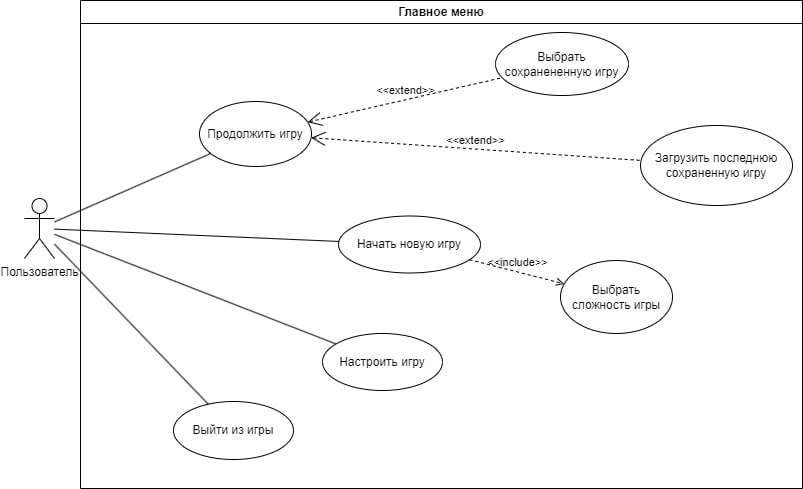 Главное меню
Выбрать
сохрaнененную игру
<<extend>>
Продолжить игру
<<extend>>
Загрузить последнюю
сохраненную игру
Пользователь
Начать новую игру
<<include>>
Выбрать
сложность игры
Настроить игру
Выйти из игры